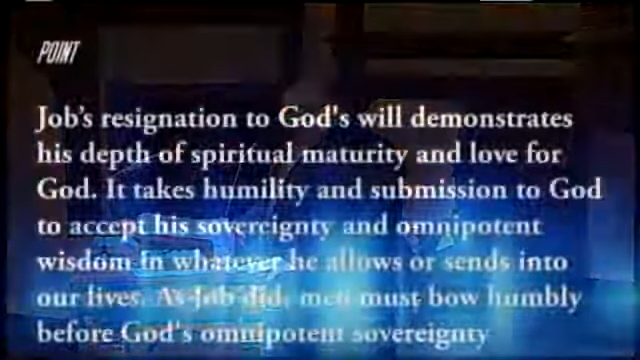 POINT
Job's resignation to God's will demonstrates
his depth of spiritual maturity and love for
God. It takes humility and submission to God
to accept his sovereignty and omnipotent
wisdom in whatever he allows or sends into
our lives. As Job did, men must bow humbly
before God's omnipotent sovereignty